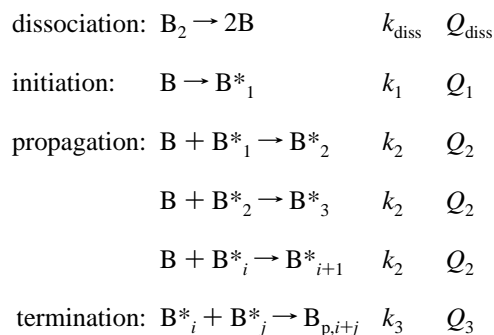 dissociation: B₂ → 2B k_diss Q_diss
initiation: B → B*₁ k₁ Q₁
propagation: B + B*₁ → B*₂ k₂ Q₂
B + B*₂ → B*₃ k₂ Q₂
B + B*ᵢ → B*ᵢ₊₁ k₂ Q₂
termination: B*ᵢ + B*ⱼ → B_p,i+j k₃ Q₃